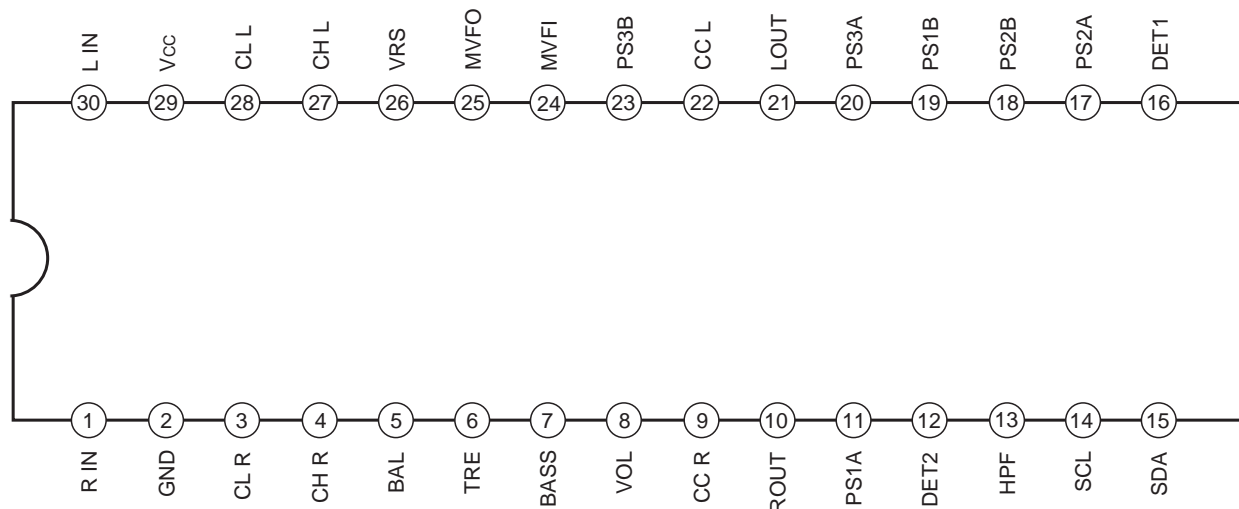 L IN Vcc CL L CH L VRS MVFO MVFI PS3B CC L LOUT PS3A PS1B PS2B PS2A DET1
30 29 28 27 26 25 24 23 22 21 20 19 18 17 16
1 2 3 4 5 6 7 8 9 10 11 12 13 14 15
R IN GND CL R CH R BAL TRE BASS VOL CC R ROUT PS1A DET2 HPF SCL SDA